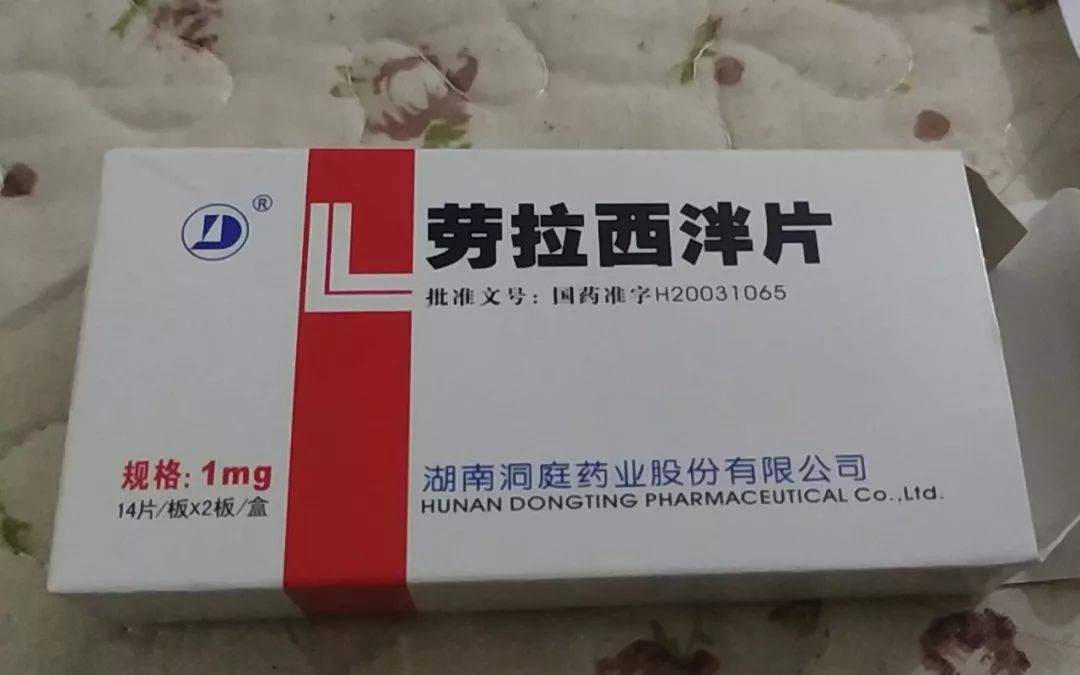 ®
劳拉西泮片
批准文号：国药准字H20031065
规格：1mg
14片/板X2板/盒
湖南洞庭药业股份有限公司
HUNAN DONGTING PHARMACEUTICAL Co.,Ltd.